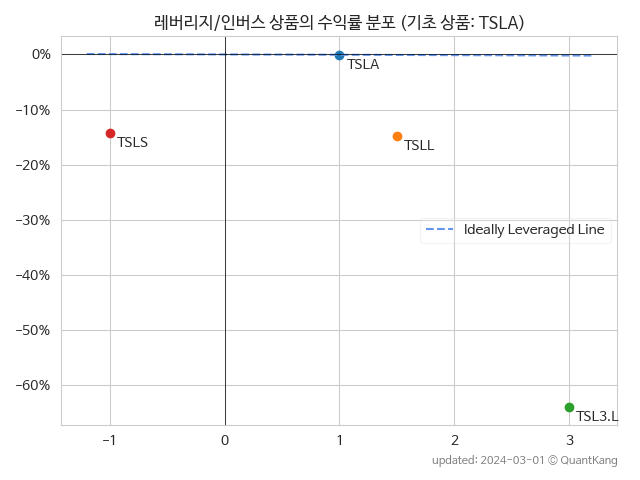 레버리지/인버스 상품의 수익률 분포 (기초 상품: TSLA)
0%
TSLA
−10%
TSLS
TSLL
−20%
−30%
Ideally Leveraged Line
−40%
−50%
−60%
TSL3.L
−1 0 1 2 3
updated: 2024-03-01 © QuantKang